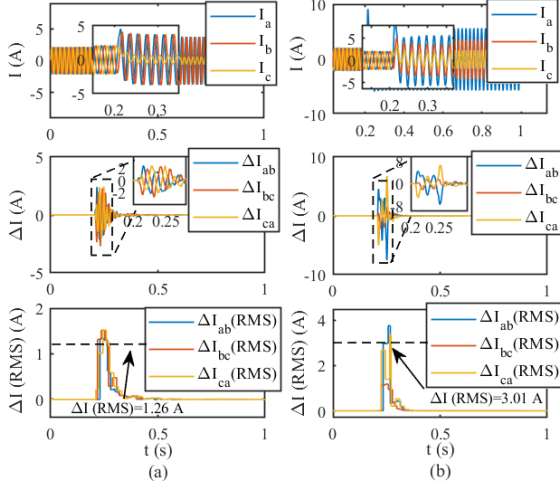 I (A)
5
0
-5
5
0
-5
0.2
0.3
I_a
I_b
I_c
0
0.5
1
I (A)
10
0
-10
5
0
-5
0.2
0.3
I_a
I_b
I_c
0.2
0.4
0.6
0.8
1
ΔI (A)
5
0
-5
2
0
-2
0.2
0.25
ΔI_ab
ΔI_bc
ΔI_ca
0
0.5
1
ΔI (A)
10
0
-10
8
10
8
0.2
0.25
ΔI_ab
ΔI_bc
ΔI_ca
0
0.5
1
ΔI (RMS) (A)
2
1
0
ΔI_ab(RMS)
ΔI_bc(RMS)
ΔI_ca(RMS)
ΔI (RMS)=1.26 A
0
0.5
1
t (s)
(a)
ΔI (RMS) (A)
4
2
0
ΔI_ab(RMS)
ΔI_bc(RMS)
ΔI_ca(RMS)
ΔI (RMS)=3.01 A
0
0.5
1
t (s)
(b)